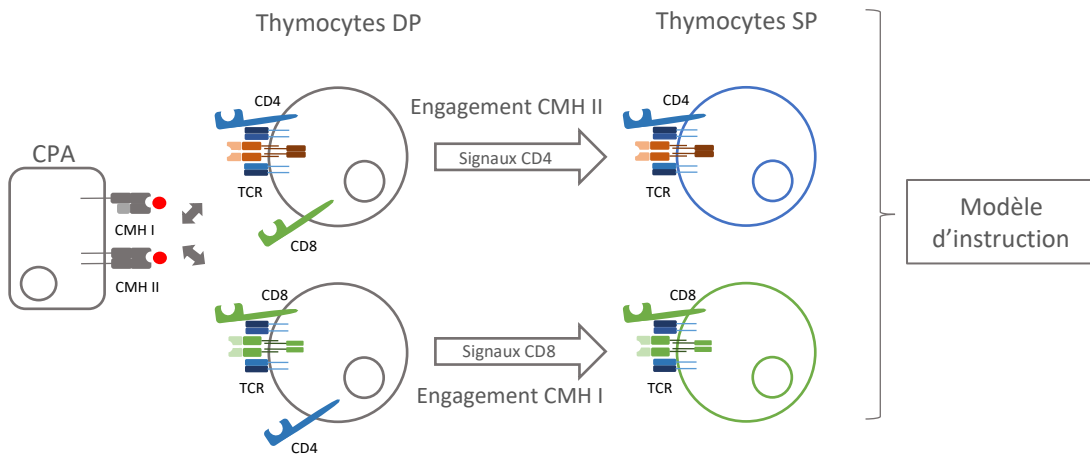 Thymocytes DP
Thymocytes SP
CPA
CMH I
CMH II
CD4
TCR
CD8
Engagement CMH II
Signaux CD4
CD4
TCR
CD8
TCR
CD4
Signaux CD8
Engagement CMH I
CD8
TCR
Modèle
d’instruction